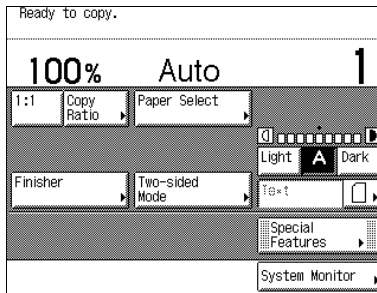 Ready to copy.
100%
Auto
1
1:1
Copy
Ratio
Paper Select
Light
A
Dark
Finisher
Two-sided
Mode
Text
Special
Features
System Monitor